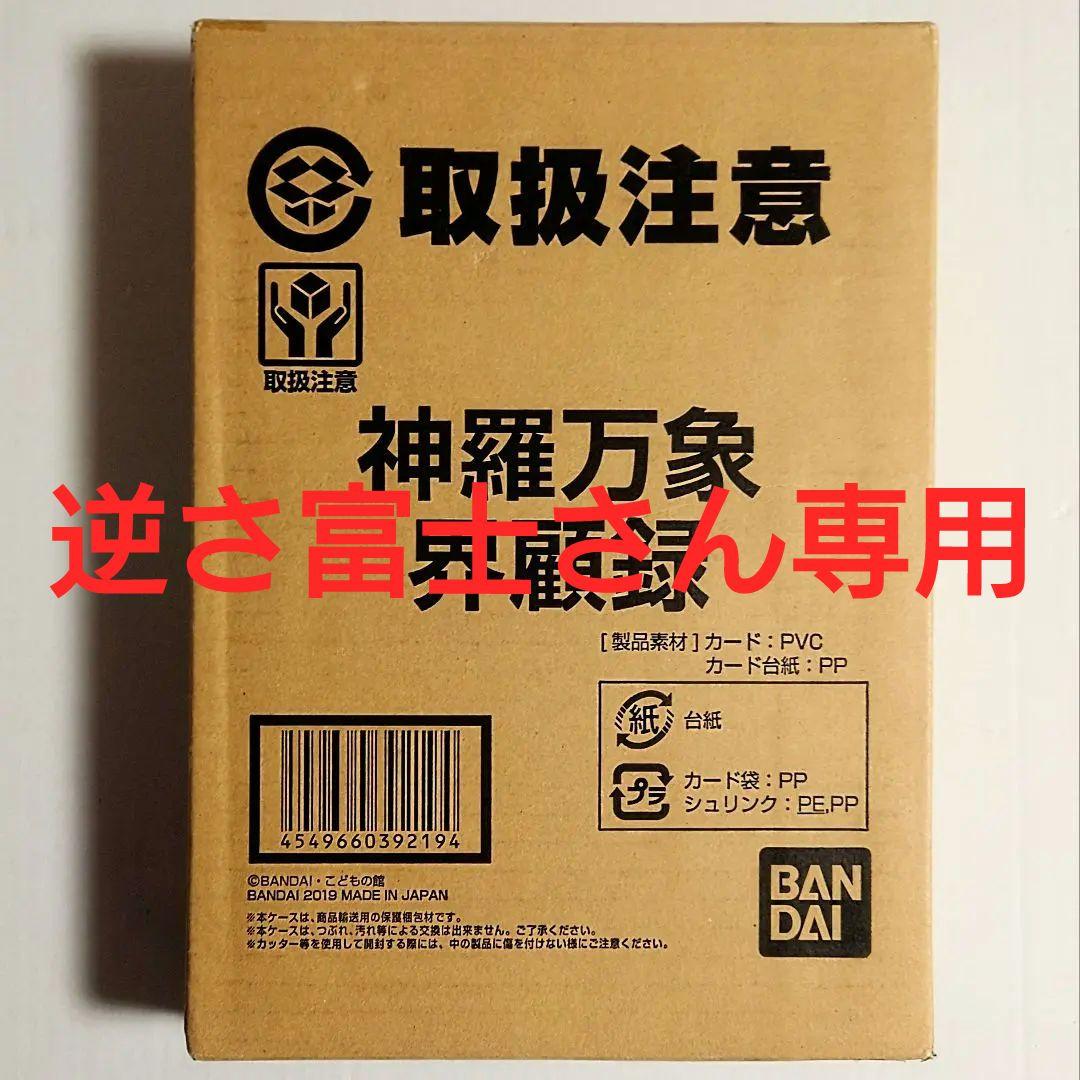 取扱注意
取扱注意
神羅万象
逆さ富士さん専用
界顧録
[製品素材]カード：PVC
カード台紙：PP
紙 台紙
プラ カード袋：PP
シュリンク：PE,PP
4549660392194
©BANDAI・こどもの館
BANDAI 2019 MADE IN JAPAN
※本ケースは、商品輸送用の保護梱包材です。
※本ケースは、つぶれ、汚れ等による交換は出来ません。ご了承ください。
※カッター等を使用して開封する際には、中の製品に傷を付けない様にご注意ください。
BAN
DAI